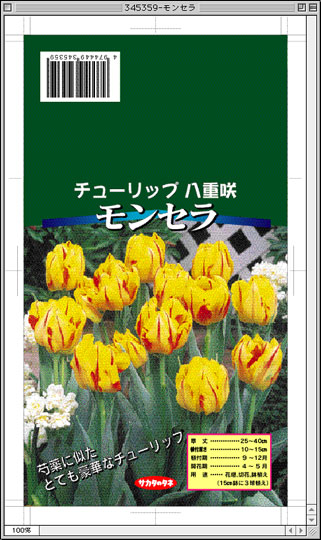 345359-モンセラ
4974449345359
チューリップ 八重咲
モンセラ
芍薬に似た
とても豪華なチューリップ
サカタのタネ
草　丈 ············ 25～40cm
植付深さ ············ 10～15cm
植付期 ············ 9～12月
開花期 ············ 4～5月
用　途 ······ 花壇、切花、鉢植え
(15cm鉢に3球植え)
100%